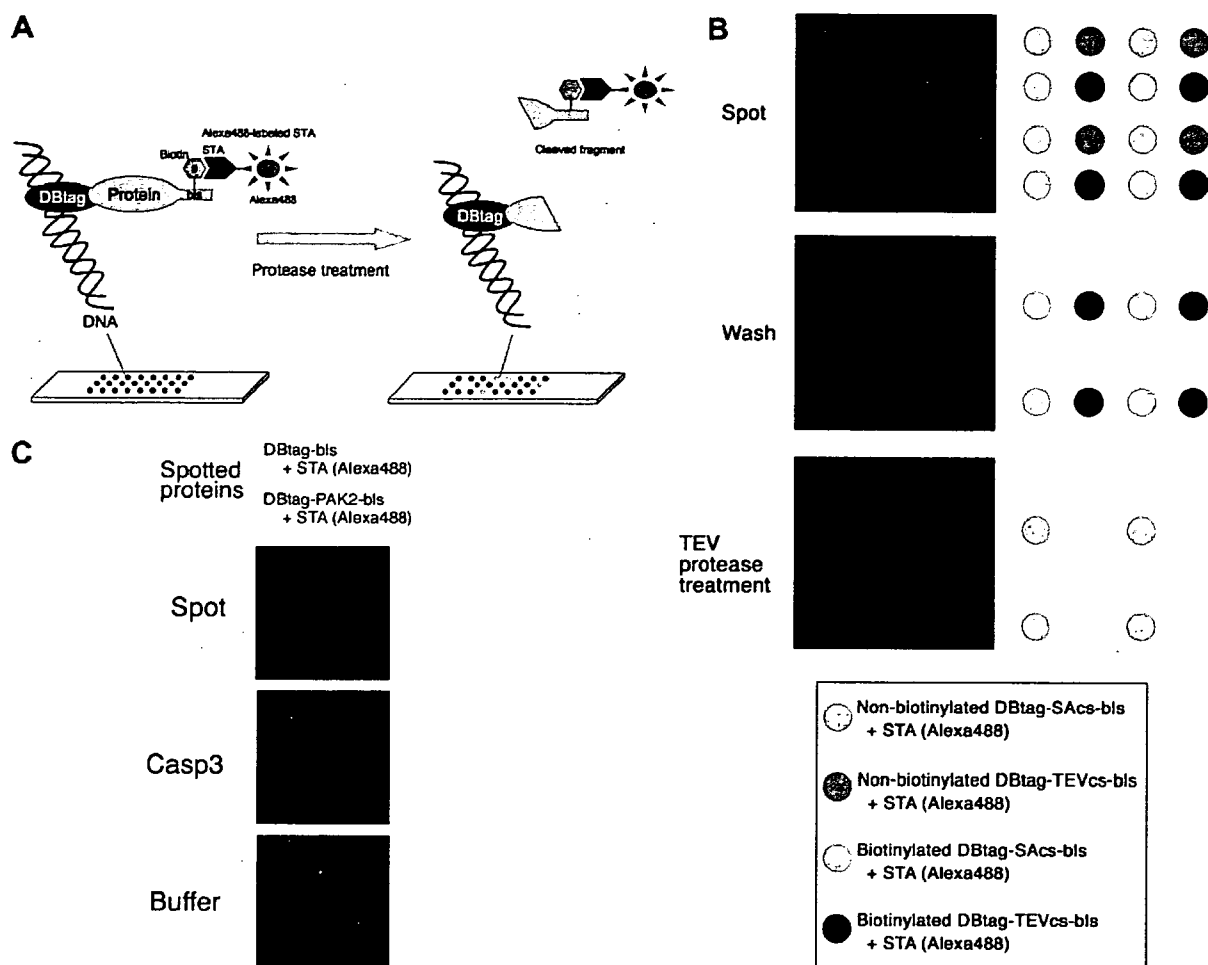 A
Alexa488-labeled STA
Biotin
STA
DBtag
Protein
bls
Alexa488
DNA
Protease treatment
Cleaved fragment
DBtag
B
Spot
Wash
TEV
protease
treatment
Non-biotinylated DBtag-SAcs-bls
+ STA (Alexa488)
Non-biotinylated DBtag-TEVcs-bls
+ STA (Alexa488)
Biotinylated DBtag-SAcs-bls
+ STA (Alexa488)
Biotinylated DBtag-TEVcs-bls
+ STA (Alexa488)
C
Spotted
proteins
DBtag-bls
+ STA (Alexa488)
DBtag-PAK2-bls
+ STA (Alexa488)
Spot
Casp3
Buffer